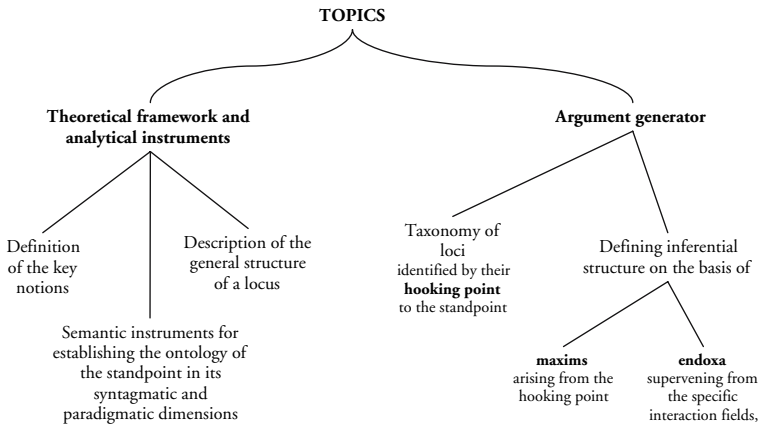 TOPICS
Theoretical framework and
analytical instruments
Argument generator
Definition
of the key
notions
Description of the
general structure
of a locus
Semantic instruments for
establishing the ontology of
the standpoint in its
syntagmatic and
paradigmatic dimensions
Taxonomy of
loci
identified by their
hooking point
to the standpoint
Defining inferential
structure on the basis of
maxims
arising from the
hooking point
endoxa
supervening from
the specific
interaction fields,